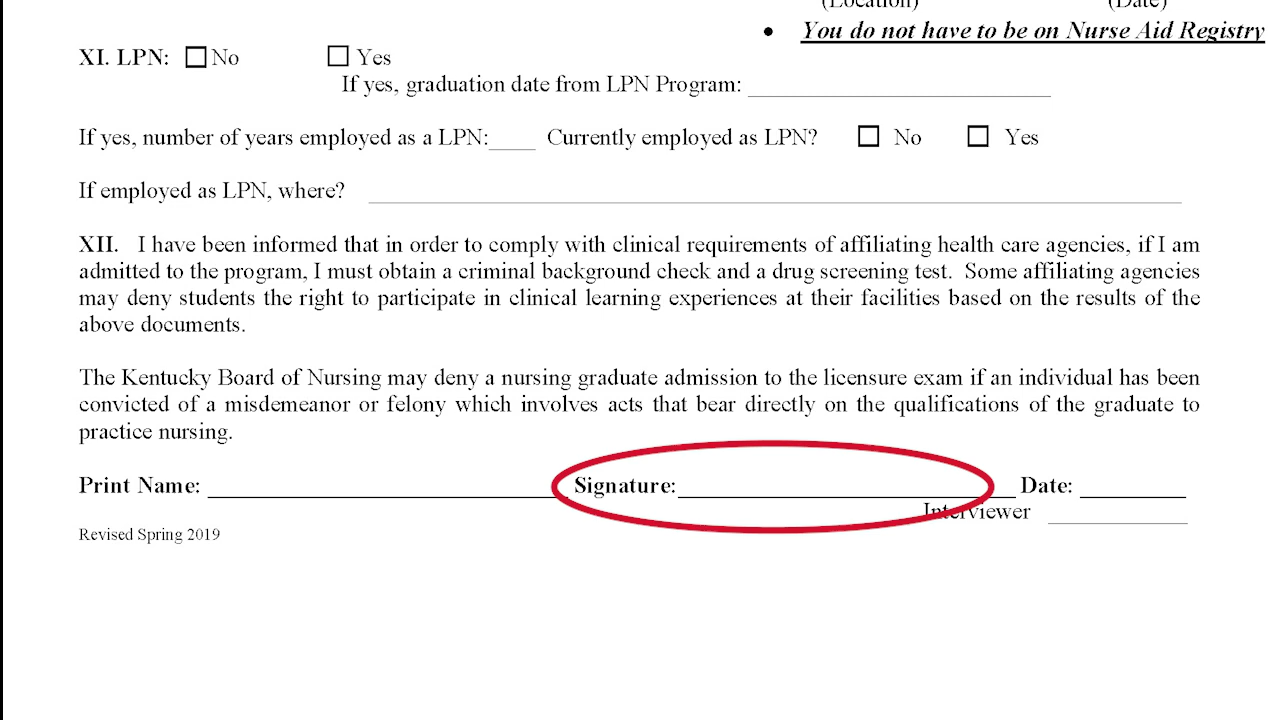 (Location) (Date)
• You do not have to be on Nurse Aid Registry
XI. LPN: No Yes
If yes, graduation date from LPN Program:
If yes, number of years employed as a LPN: Currently employed as LPN? No Yes
If employed as LPN, where?
XII. I have been informed that in order to comply with clinical requirements of affiliating health care agencies, if I am
admitted to the program, I must obtain a criminal background check and a drug screening test. Some affiliating agencies
may deny students the right to participate in clinical learning experiences at their facilities based on the results of the
above documents.
The Kentucky Board of Nursing may deny a nursing graduate admission to the licensure exam if an individual has been
convicted of a misdemeanor or felony which involves acts that bear directly on the qualifications of the graduate to
practice nursing.
Print Name: Signature: Date:
Interviewer
Revised Spring 2019